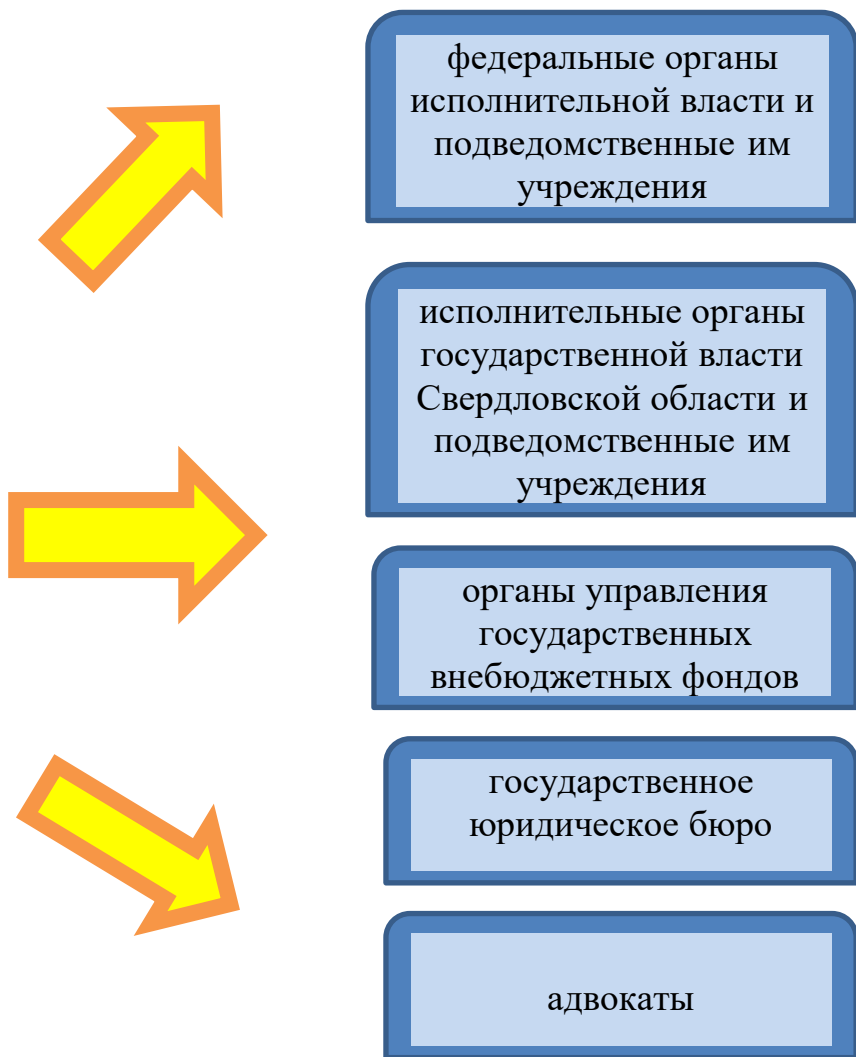 федеральные органы
исполнительной власти и
подведомственные им
учреждения
исполнительные органы
государственной власти
Свердловской области и
подведомственные им
учреждения
органы управления
государственных
внебюджетных фондов
государственное
юридическое бюро
адвокаты